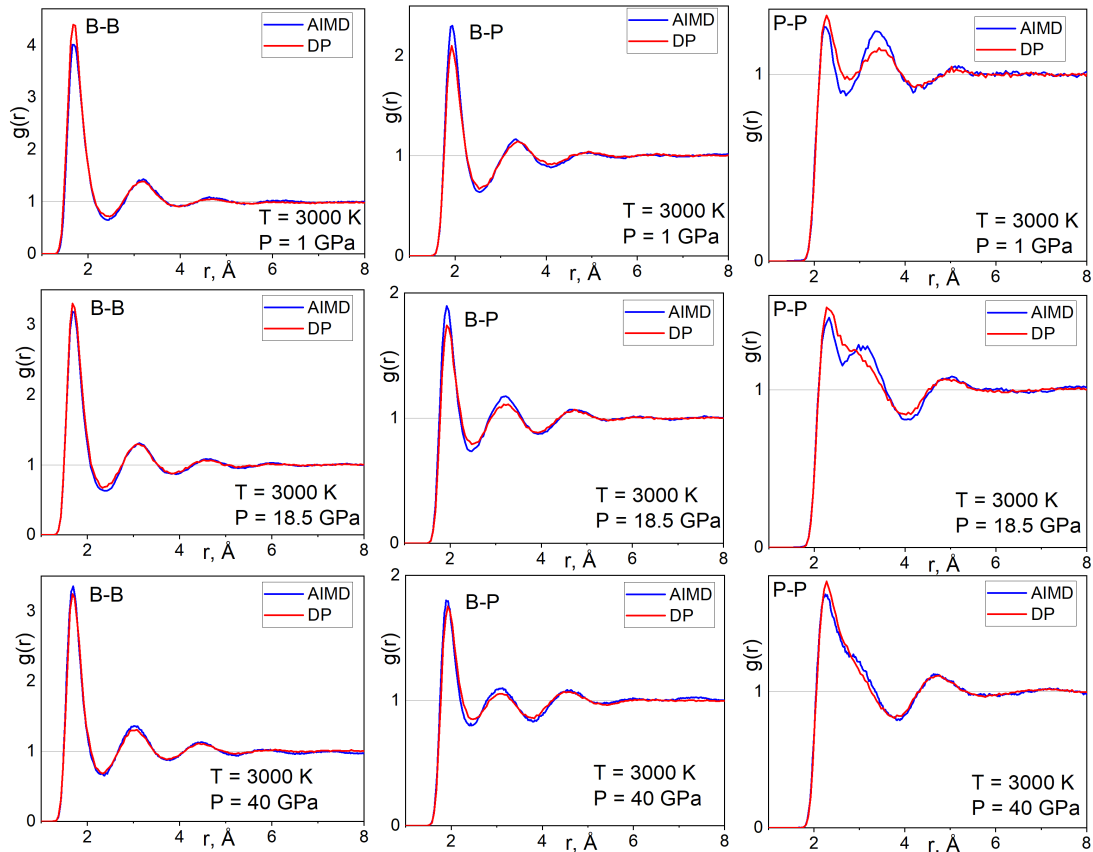 B-B
AIMD
DP
g(r)
4
3
2
1
0
T = 3000 K
P = 1 GPa
2 4 6 8
r, Å
B-P
AIMD
DP
g(r)
2
1
0
T = 3000 K
P = 1 GPa
2 4 6 8
r, Å
P-P
AIMD
DP
g(r)
1
0
T = 3000 K
P = 1 GPa
2 4 6 8
r, Å
B-B
AIMD
DP
g(r)
3
2
1
0
T = 3000 K
P = 18.5 GPa
2 4 6 8
r, Å
B-P
AIMD
DP
g(r)
2
1
0
T = 3000 K
P = 18.5 GPa
2 4 6 8
r, Å
P-P
AIMD
DP
g(r)
1
0
T = 3000 K
P = 18.5 GPa
2 4 6 8
r, Å
B-B
AIMD
DP
g(r)
3
2
1
0
T = 3000 K
P = 40 GPa
2 4 6 8
r, Å
B-P
AIMD
DP
g(r)
2
1
0
T = 3000 K
P = 40 GPa
2 4 6 8
r, Å
P-P
AIMD
DP
g(r)
1
0
T = 3000 K
P = 40 GPa
2 4 6 8
r, Å